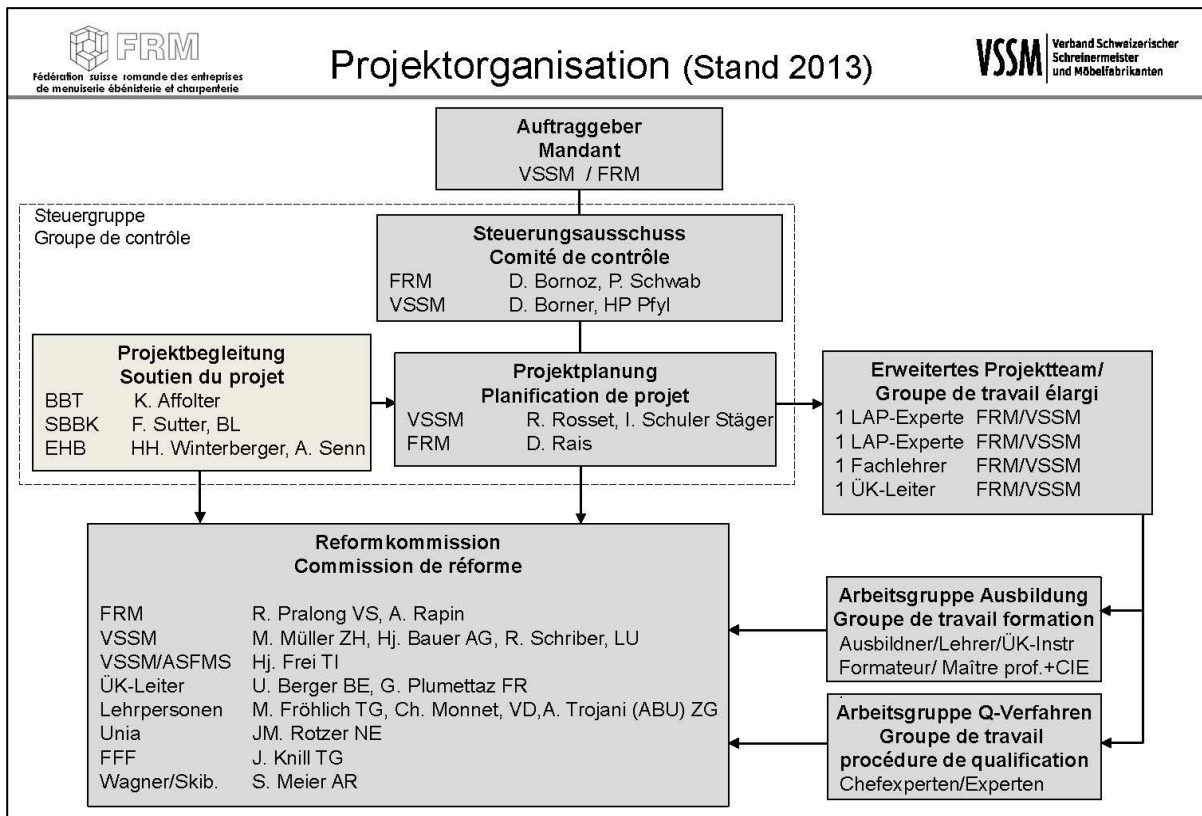 FRM
Fédération suisse romande des entreprises
de menuiserie ébénisterie et charpenterie
Projektorganisation (Stand 2013)
VSSM
Verband Schweizerischer
Schreinermeister
und Möbelfabrikanten
Auftraggeber
Mandant
VSSM / FRM
Steuergruppe
Groupe de contrôle
Steuerungsausschuss
Comité de contrôle
FRM D. Bornoz, P. Schwab
VSSM D. Borner, HP Pfyl
Projektbegleitung
Soutien du projet
BBT K. Affolter
SBBK F. Sutter, BL
EHB HH. Winterberger, A. Senn
Projektplanung
Planification de projet
VSSM R. Rosset, I. Schuler Stäger
FRM D. Rais
Erweitertes Projektteam/
Groupe de travail élargi
1 LAP-Experte FRM/VSSM
1 LAP-Experte FRM/VSSM
1 Fachlehrer FRM/VSSM
1 ÜK-Leiter FRM/VSSM
Reformkommission
Commission de réforme
FRM R. Pralong VS, A. Rapin
VSSM M. Müller ZH, Hj. Bauer AG, R. Schriber, LU
VSSM/ASFMS Hj. Frei TI
ÜK-Leiter U. Berger BE, G. Plumettaz FR
Lehrpersonen M. Fröhlich TG, Ch. Monnet, VD,A. Trojani (ABU) ZG
Unia JM. Rotzer NE
FFF J. Knill TG
Wagner/Skib. S. Meier AR
Arbeitsgruppe Ausbildung
Groupe de travail formation
Ausbildner/Lehrer/ÜK-Instr
Formateur/ Maître prof.+CIE
Arbeitsgruppe Q-Verfahren
Groupe de travail
procédure de qualification
Chefexperten/Experten